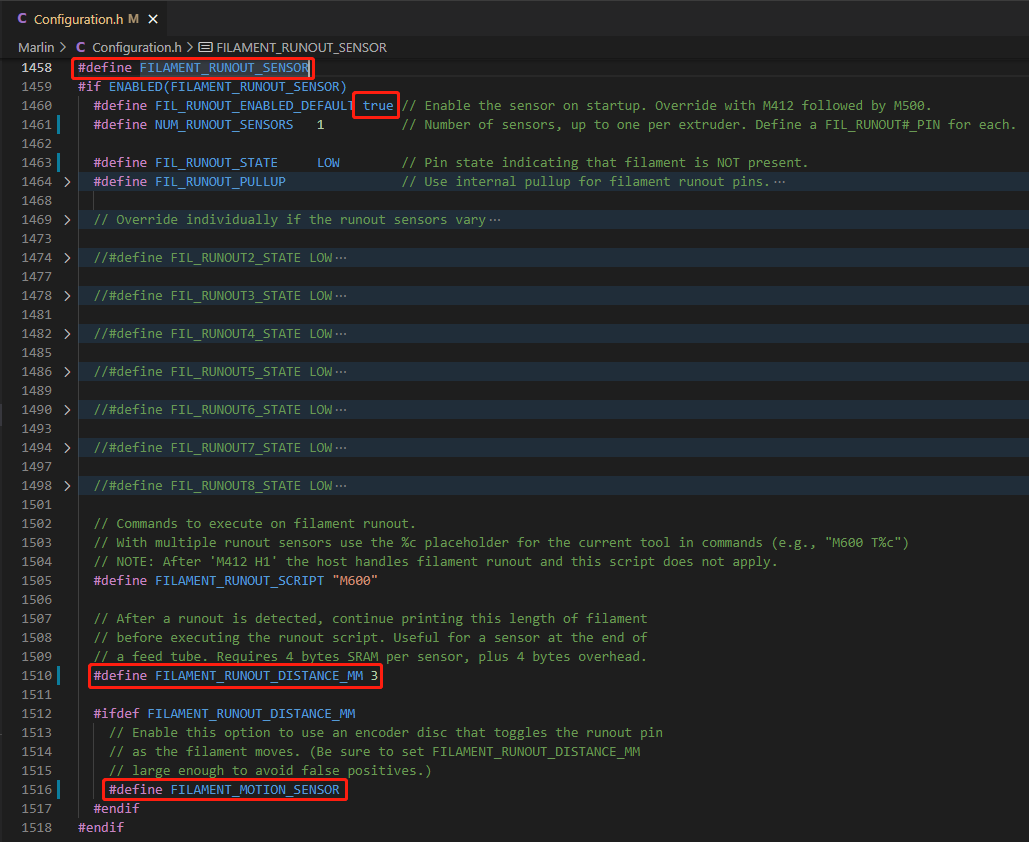 C Configuration.h M ×
Marlin > C Configuration.h > FILAMENT_RUNOUT_SENSOR
1458 #define FILAMENT_RUNOUT_SENSOR
1459 #if ENABLED(FILAMENT_RUNOUT_SENSOR)
1460 #define FIL_RUNOUT_ENABLED_DEFAULT true // Enable the sensor on startup. Override with M412 followed by M500.
1461 #define NUM_RUNOUT_SENSORS 1 // Number of sensors, up to one per extruder. Define a FIL_RUNOUT#_PIN for each.
1462
1463 #define FIL_RUNOUT_STATE LOW // Pin state indicating that filament is NOT present.
1464 > #define FIL_RUNOUT_PULLUP // Use internal pullup for filament runout pins.…
1468
1469 > // Override individually if the runout sensors vary…
1473
1474 > //#define FIL_RUNOUT2_STATE LOW…
1477
1478 > //#define FIL_RUNOUT3_STATE LOW…
1481
1482 > //#define FIL_RUNOUT4_STATE LOW…
1485
1486 > //#define FIL_RUNOUT5_STATE LOW…
1489
1490 > //#define FIL_RUNOUT6_STATE LOW…
1493
1494 > //#define FIL_RUNOUT7_STATE LOW…
1497
1498 > //#define FIL_RUNOUT8_STATE LOW…
1501
1502 // Commands to execute on filament runout.
1503 // With multiple runout sensors use the %c placeholder for the current tool in commands (e.g., "M600 T%c")
1504 // NOTE: After 'M412 H1' the host handles filament runout and this script does not apply.
1505 #define FILAMENT_RUNOUT_SCRIPT "M600"
1506
1507 // After a runout is detected, continue printing this length of filament
1508 // before executing the runout script. Useful for a sensor at the end of
1509 // a feed tube. Requires 4 bytes SRAM per sensor, plus 4 bytes overhead.
1510 #define FILAMENT_RUNOUT_DISTANCE_MM 3
1511
1512 #ifdef FILAMENT_RUNOUT_DISTANCE_MM
1513 // Enable this option to use an encoder disc that toggles the runout pin
1514 // as the filament moves. (Be sure to set FILAMENT_RUNOUT_DISTANCE_MM
1515 // large enough to avoid false positives.)
1516 #define FILAMENT_MOTION_SENSOR
1517 #endif
1518 #endif